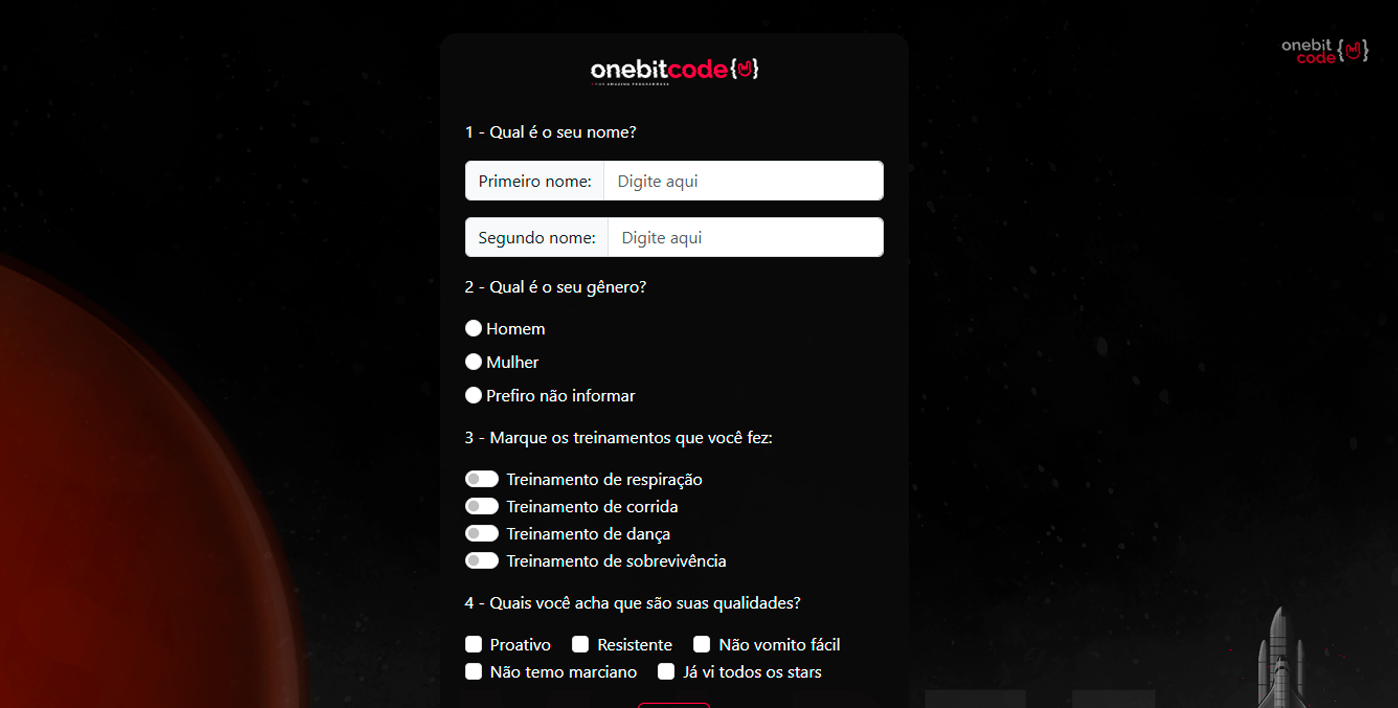 onebitcode{}
onebit
code{}
1 - Qual é o seu nome?
Primeiro nome: Digite aqui
Segundo nome: Digite aqui
2 - Qual é o seu gênero?
Homem
Mulher
Prefiro não informar
3 - Marque os treinamentos que você fez:
Treinamento de respiração
Treinamento de corrida
Treinamento de dança
Treinamento de sobrevivência
4 - Quais você acha que são suas qualidades?
Proativo Resistente Não vomito fácil
Não temo marciano Já vi todos os stars